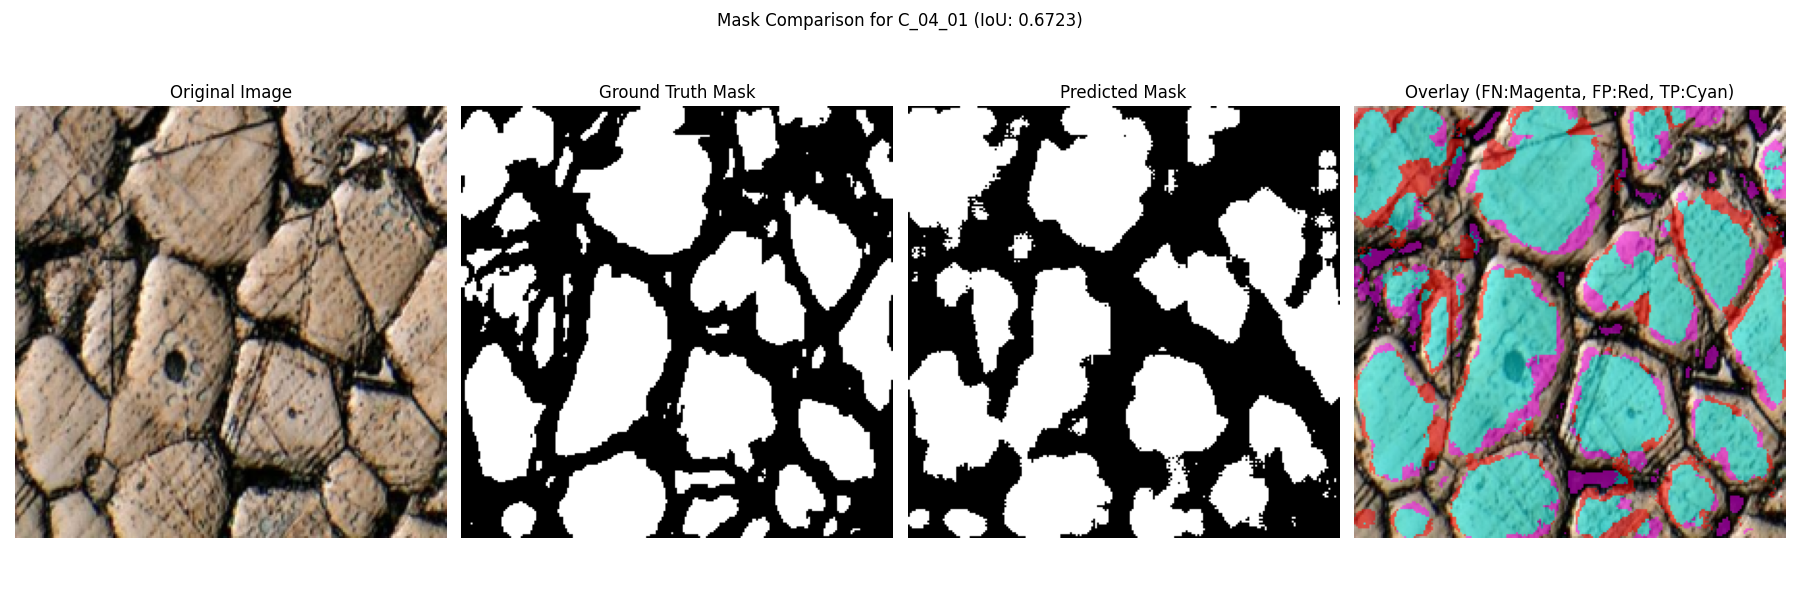 Mask Comparison for C_04_01 (IoU: 0.6723)
Original Image
Ground Truth Mask
Predicted Mask
Overlay (FN:Magenta, FP:Red, TP:Cyan)